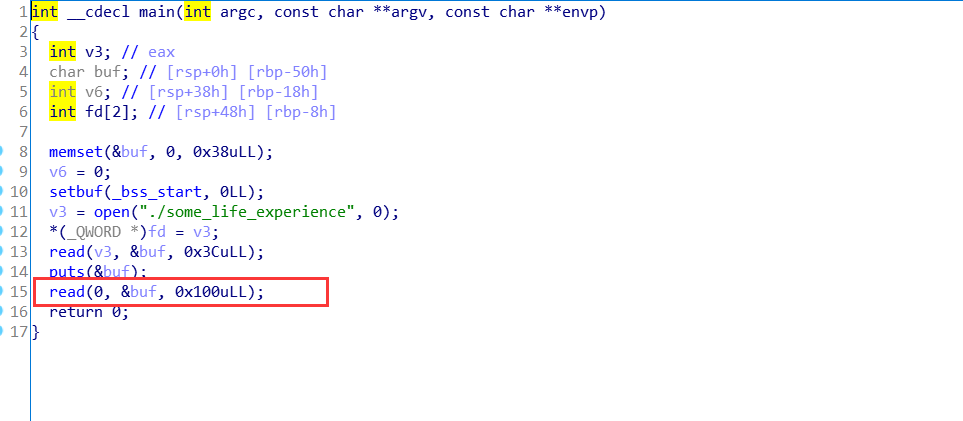 1 int __cdecl main(int argc, const char **argv, const char **envp)
2 {
3 int v3; // eax
4 char buf; // [rsp+0h] [rbp-50h]
5 int v6; // [rsp+38h] [rbp-18h]
6 int fd[2]; // [rsp+48h] [rbp-8h]
7
8 memset(&buf, 0, 0x38uLL);
9 v6 = 0;
10 setbuf(_bss_start, 0LL);
11 v3 = open("./some_life_experience", 0);
12 *(_QWORD *)fd = v3;
13 read(v3, &buf, 0x3CuLL);
14 puts(&buf);
15 read(0, &buf, 0x100uLL);
16 return 0;
17 }